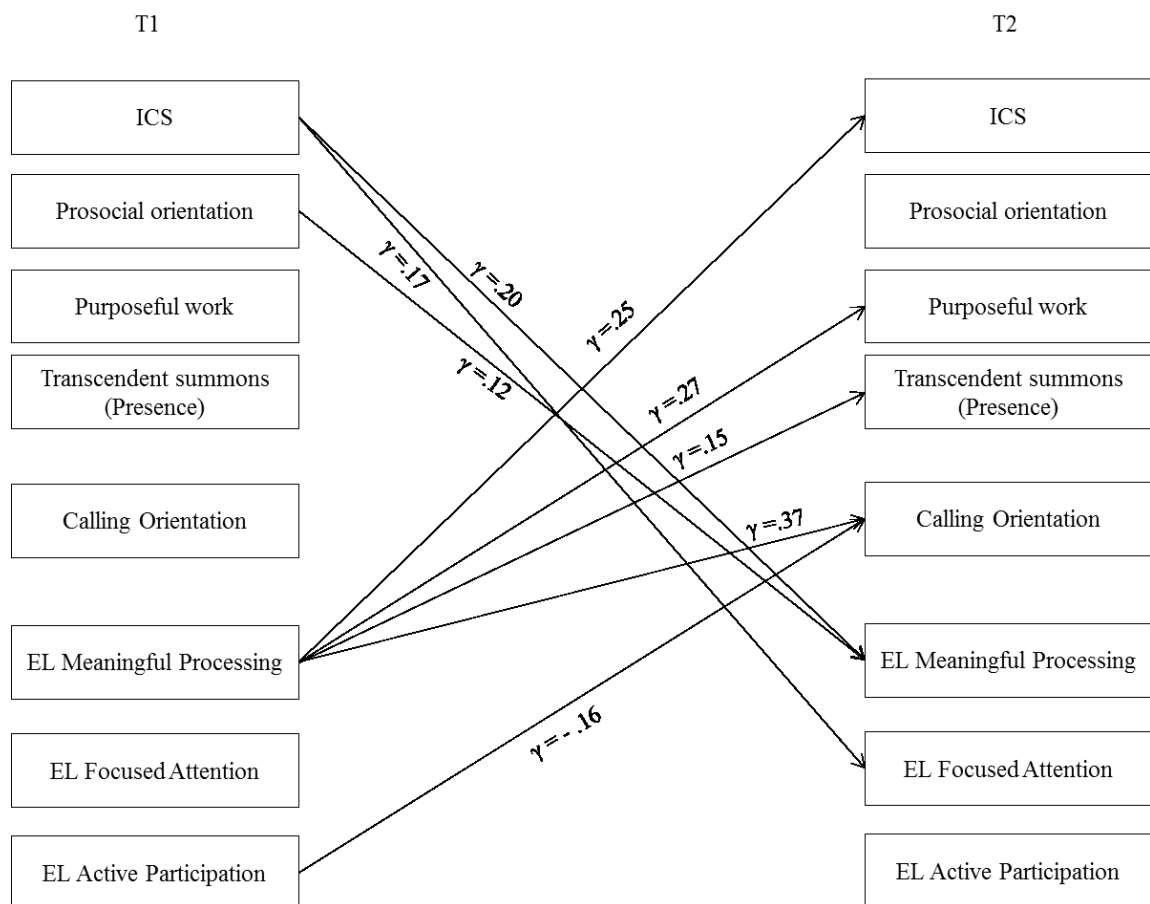 T1
T2
ICS
Prosocial orientation
Purposeful work
Transcendent summons
(Presence)
Calling Orientation
EL Meaningful Processing
EL Focused Attention
EL Active Participation
γ =.17
γ =.20
γ =.12
γ =.25
γ =.27
γ =.15
γ =.37
γ = - .16
ICS
Prosocial orientation
Purposeful work
Transcendent summons
(Presence)
Calling Orientation
EL Meaningful Processing
EL Focused Attention
EL Active Participation